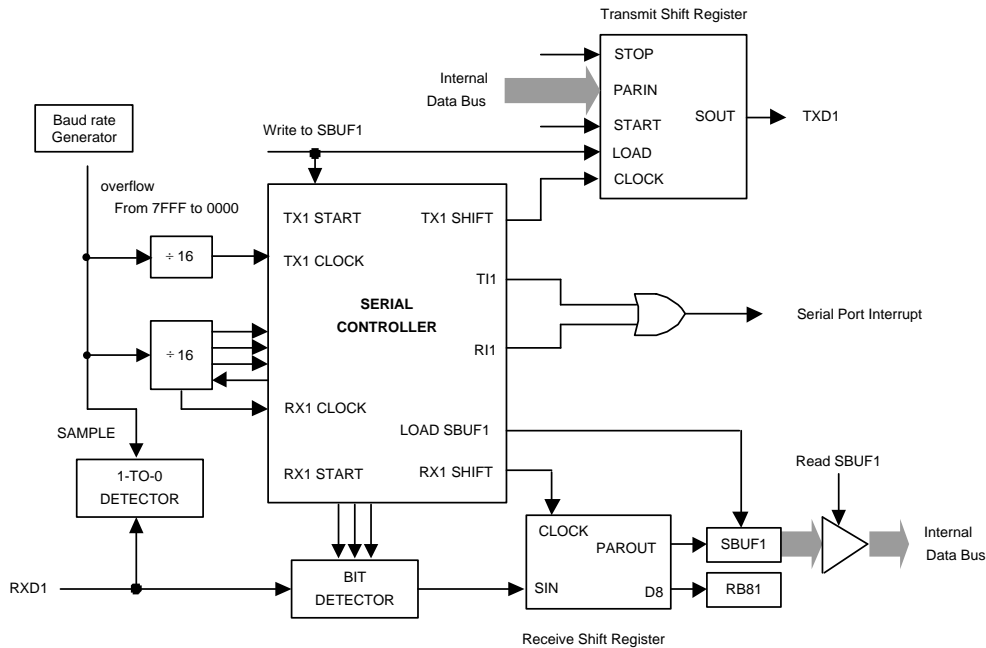 Transmit Shift Register
STOP
Internal
Data Bus
PARIN
SOUT
TXD1
START
LOAD
CLOCK
Baud rate
Generator
Write to SBUF1
overflow
From 7FFF to 0000
÷ 16
TX1 START
TX1 SHIFT
TX1 CLOCK
TI1
SERIAL
CONTROLLER
Serial Port Interrupt
÷ 16
RI1
RX1 CLOCK
LOAD SBUF1
SAMPLE
1-TO-0
DETECTOR
RX1 START
RX1 SHIFT
Read SBUF1
CLOCK
PAROUT
SBUF1
Internal
Data Bus
RXD1
BIT
DETECTOR
SIN
D8
RB81
Receive Shift Register